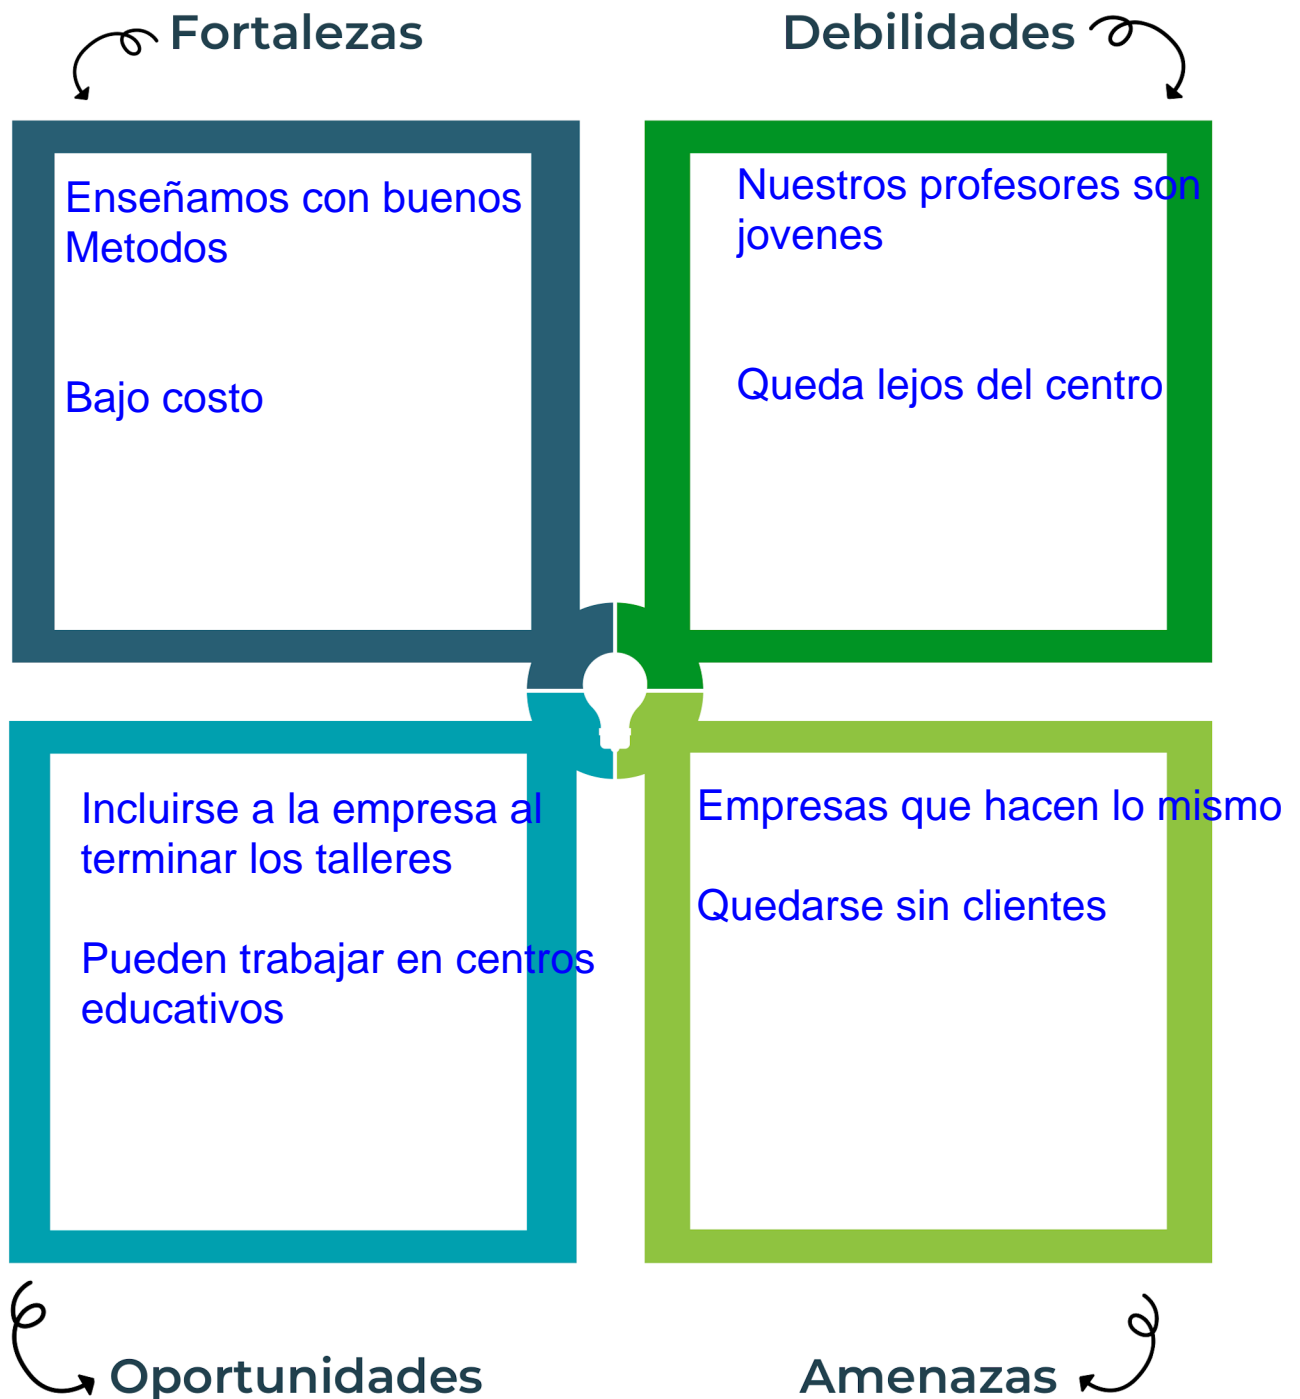 Fortalezas
Enseñamos con buenos
Metodos
Bajo costo
Debilidades
Nuestros profesores son
jovenes
Queda lejos del centro
Incluirse a la empresa al
terminar los talleres
Pueden trabajar en centros
educativos
Oportunidades
Empresas que hacen lo mismo
Quedarse sin clientes
Amenazas